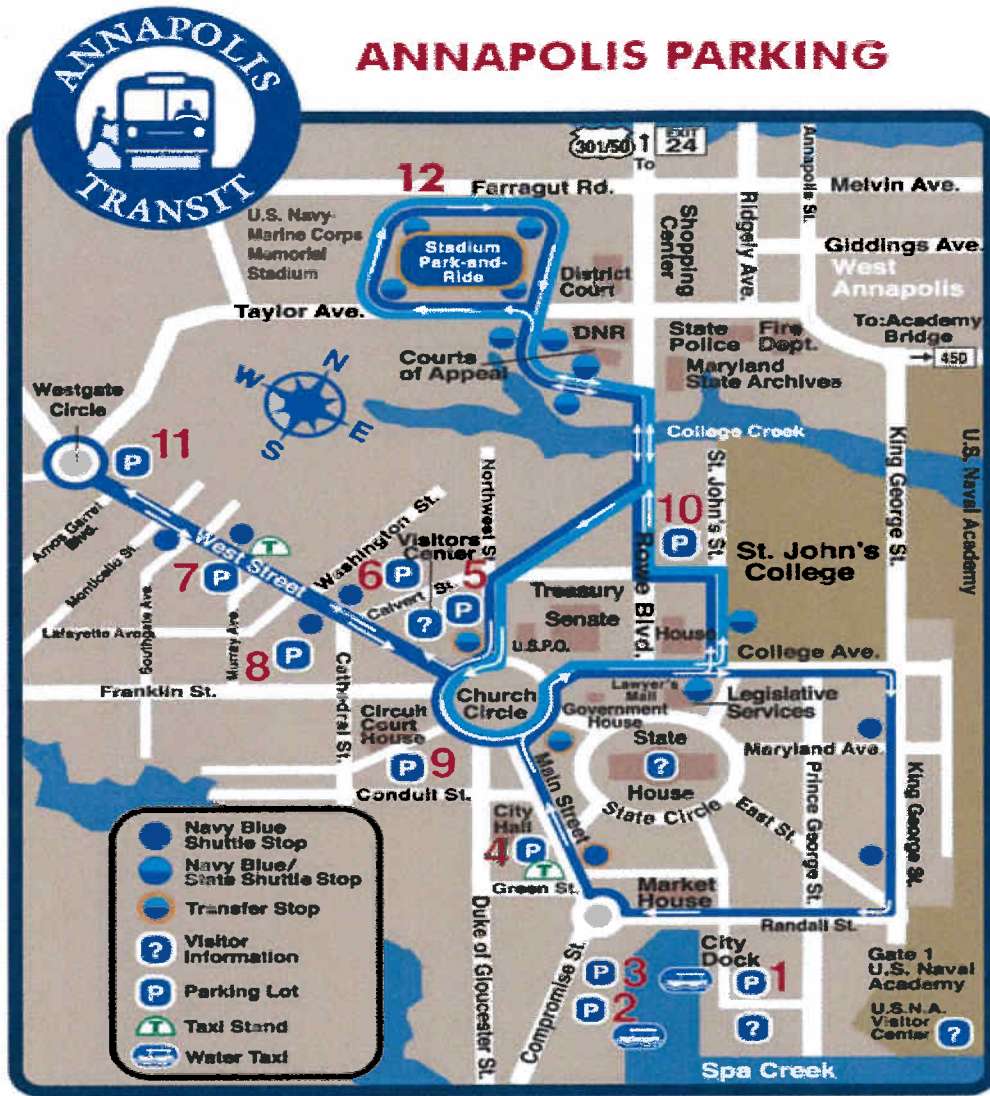 ANNAPOLIS
TRANSIT
ANNAPOLIS PARKING
301/50
To
EXIT
24
Annapolis St.
12
Farragut Rd.
Melvin Ave.
U.S. Navy-
Marine Corps
Memorial
Stadium
Stadium
Park-and-
Ride
District
Court
Shopping
Center
Ridgely Ave.
Giddings Ave.
West
Annapolis
Taylor Ave.
DNR
State
Police
Fire
Dept.
To:Academy
Bridge
450
Courts
of Appeal
Maryland
State Archives
Westgate
Circle
N
W
E
S
College Creek
P
11
Northwest St.
St. John's St.
King George St.
U.S. Naval Academy
Amos Garret
Blvd.
Monticello St.
West Street
T
Washington St.
Visitors
Center
10
P
7
P
6
P
5
P
Calvert
St.
?
Rowe Blvd.
St. John's
College
Treasury
Senate
House
U.S.P.O.
Lafayette Ave.
Southgate Ave.
Murray Ave.
8
P
College Ave.
Franklin St.
Cathedral St.
Church
Circle
Lawyer's
Mall
Government
House
Legislative
Services
Circuit
Court
House
P
9
Conduit St.
Main Street
State
?
House
State Circle
Maryland Ave.
East St.
Prince George St.
King George St.
City
Hall
4
P
T
Green St.
Market
House
Randall St.
Duke of Gloucester St.
Compromise St.
P
3
P
2
City
Dock
P
1
?
Gate 1
U.S. Naval
Academy
U.S.N.A.
Visitor
Center
?
Spa Creek
Navy Blue
Shuttle Stop
Navy Blue/
State Shuttle Stop
Transfer Stop
?
Visitor
Information
P
Parking Lot
T
Taxi Stand
Water Taxi